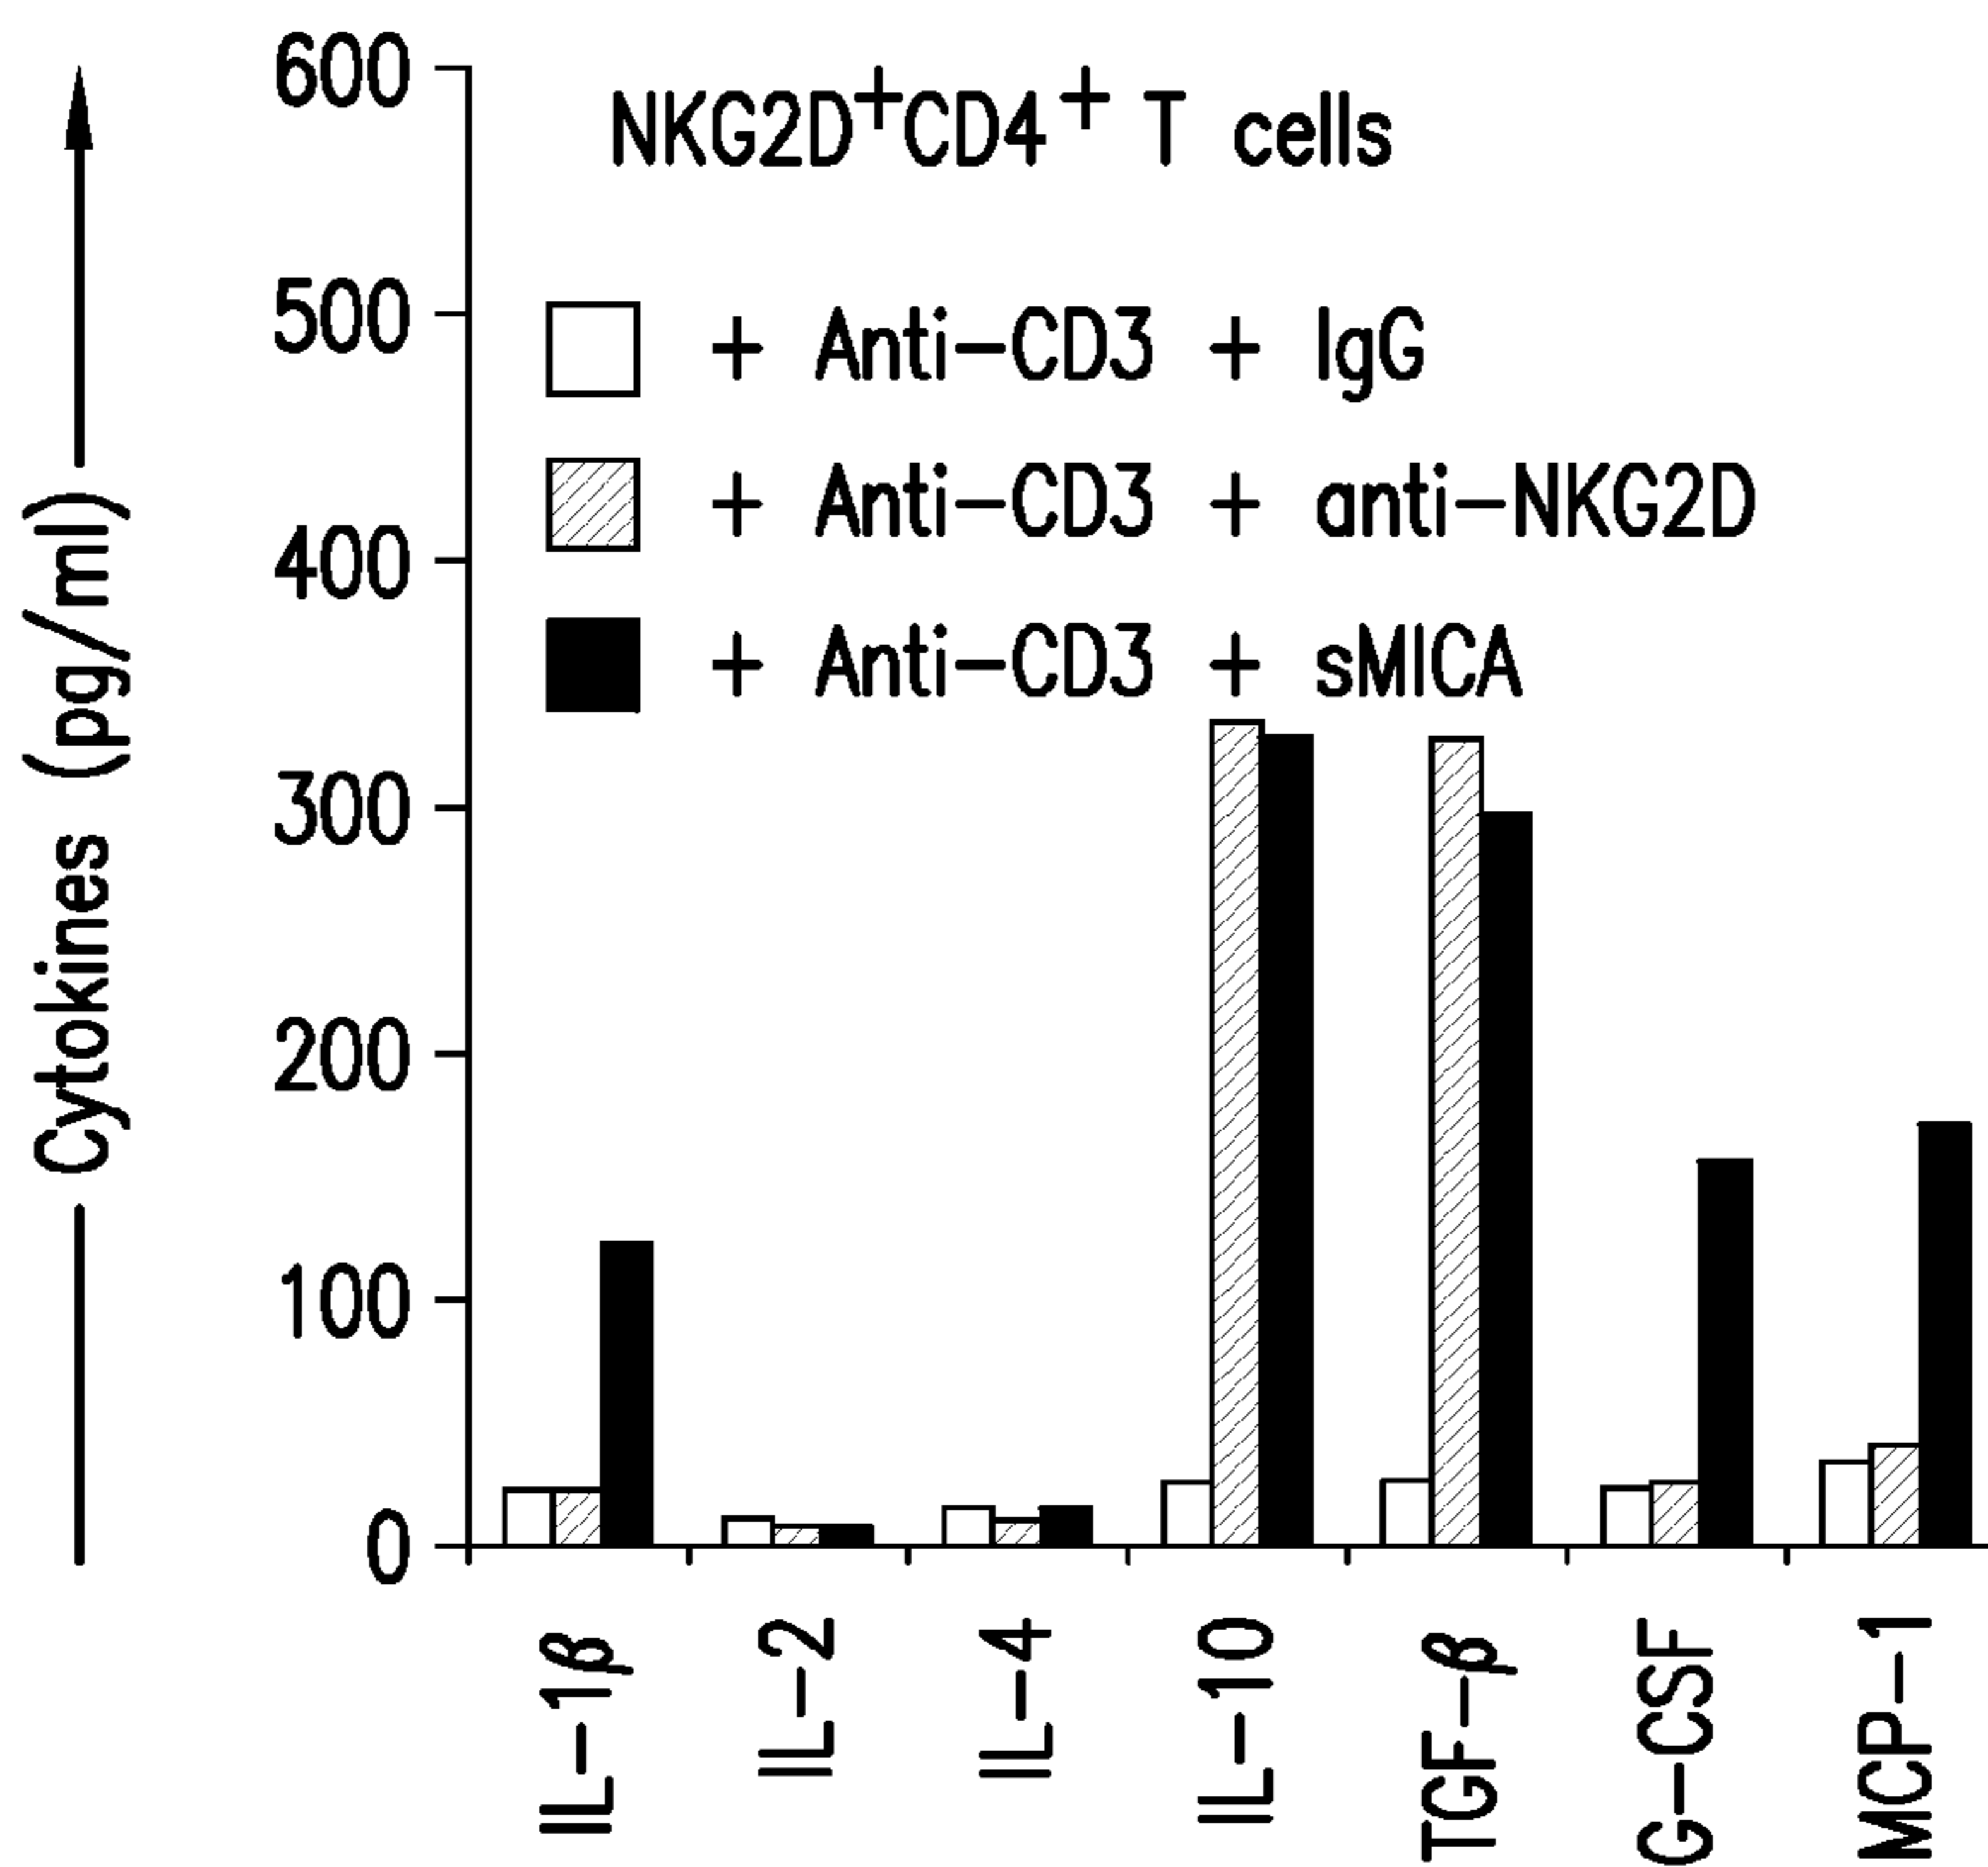 600
500
400
300
200
100
0
Cytokines (pg/ml)
NKG2D+CD4+ T cells
+ Anti-CD3 + IgG
+ Anti-CD3 + anti-NKG2D
+ Anti-CD3 + sMICA
IL-1β
IL-2
IL-4
IL-10
TGF-β
G-CSF
MCP-1